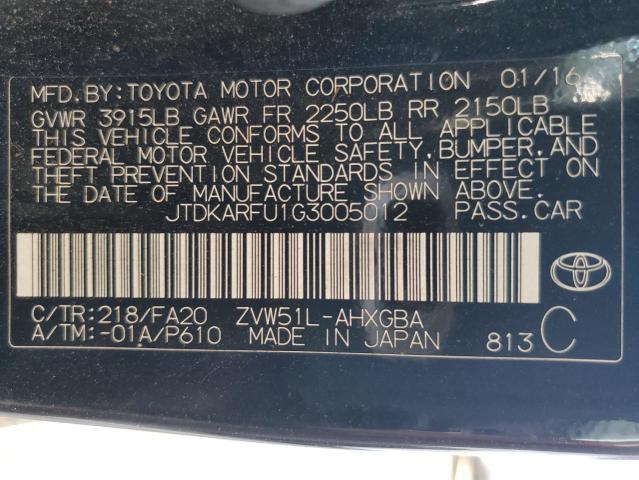 MFD. BY: TOYOTA MOTOR CORPORATION 01/16
GVWR 3915LB GAWR FR 2250LB RR 2150LB
THIS VEHICLE CONFORMS TO ALL APPLICABLE
FEDERAL MOTOR VEHICLE SAFETY, BUMPER, AND
THEFT PREVENTION STANDARDS IN EFFECT ON
THE DATE OF MANUFACTURE SHOWN ABOVE.
JTDKARFU1G3005012 PASS. CAR
C/TR: 218/FA20 ZVW51L-AHXGBA
A/TM: -01A/P610 MADE IN JAPAN 813 C